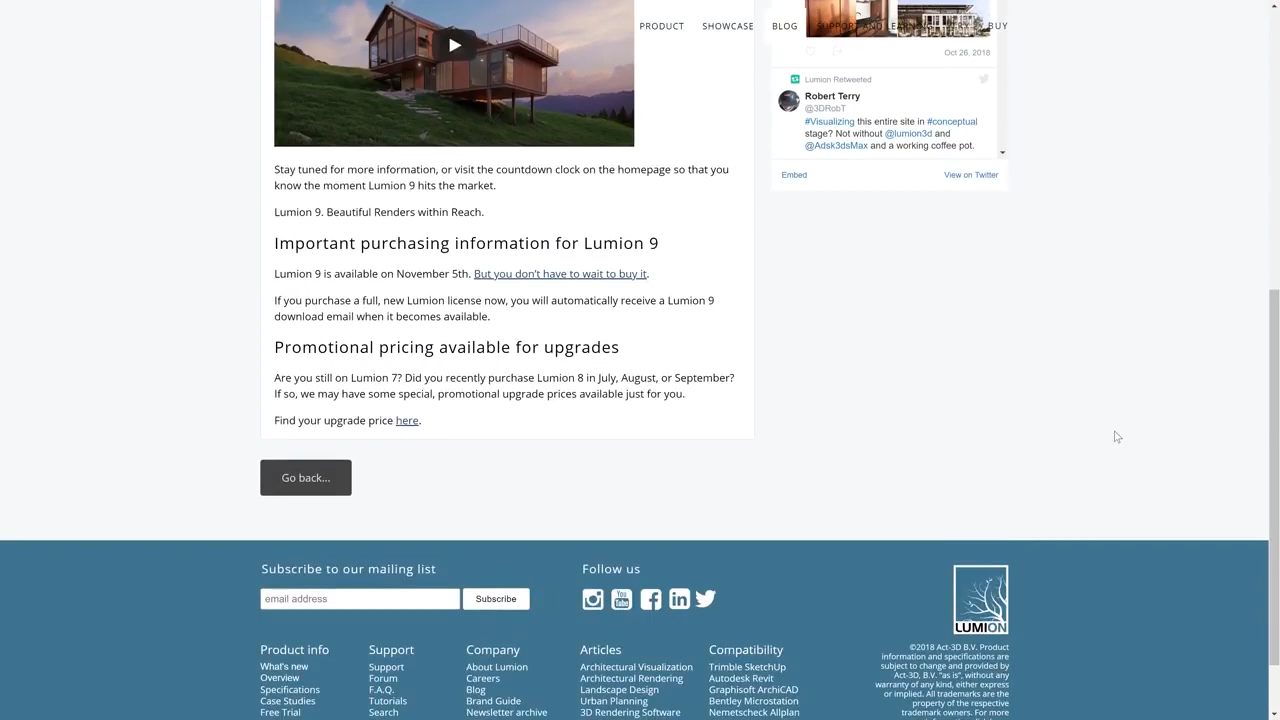 PRODUCT
SHOWCASE
BLOG
SUPPORT AND LEARNING
BUY
Oct 26, 2018
Lumion Retweeted
Robert Terry
@3DRobT
#Visualizing this entire site in #conceptual
stage? Not without @lumion3d and
@Adsk3dsMax and a working coffee pot.
Embed
View on Twitter
Stay tuned for more information, or visit the countdown clock on the homepage so that you
know the moment Lumion 9 hits the market.
Lumion 9. Beautiful Renders within Reach.
Important purchasing information for Lumion 9
Lumion 9 is available on November 5th. But you don't have to wait to buy it.
If you purchase a full, new Lumion license now, you will automatically receive a Lumion 9
download email when it becomes available.
Promotional pricing available for upgrades
Are you still on Lumion 7? Did you recently purchase Lumion 8 in July, August, or September?
If so, we may have some special, promotional upgrade prices available just for you.
Find your upgrade price here.
Go back...
Subscribe to our mailing list
email address
Subscribe
Follow us
You Tube
LUMION
Product info
What's new
Overview
Specifications
Case Studies
Free Trial
Support
Support
Forum
F.A.Q.
Tutorials
Search
Company
About Lumion
Careers
Blog
Brand Guide
Newsletter archive
Articles
Architectural Visualization
Architectural Rendering
Landscape Design
Urban Planning
3D Rendering Software
Compatibility
Trimble SketchUp
Autodesk Revit
Graphisoft ArchiCAD
Bentley Microstation
Nemetscheck Allplan
©2018 Act-3D B.V. Product
information and specifications are
subject to change and provided by
Act-3D, B.V. "as is", without any
warranty of any kind, either express
or implied. All trademarks are the
property of their respective
trademark owners. For more